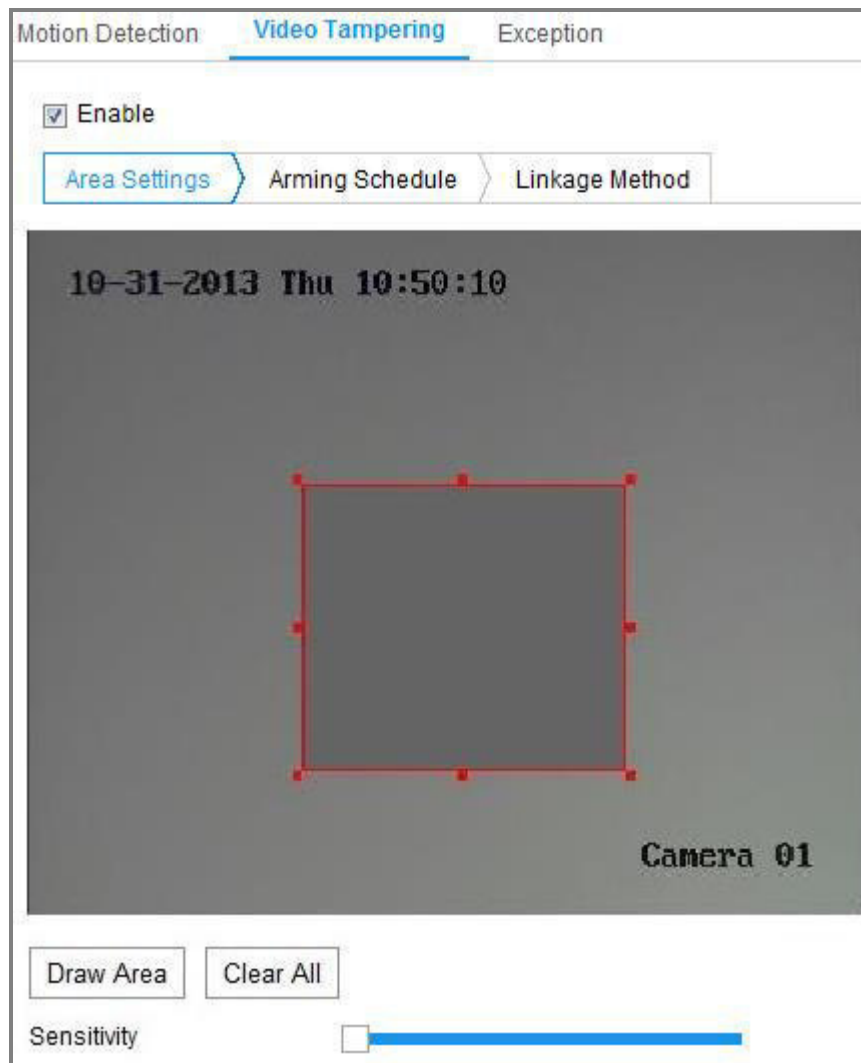 Motion Detection Video Tampering Exception
Enable
Area Settings Arming Schedule Linkage Method
10-31-2013 Thu 10:50:10
Camera 01
Draw Area Clear All
Sensitivity